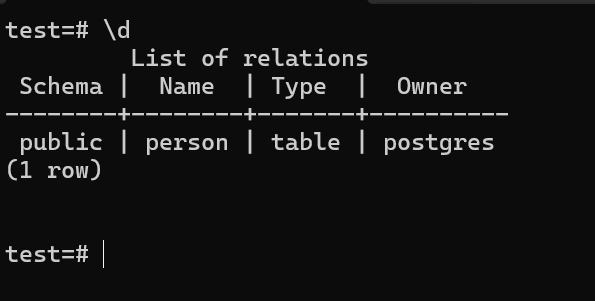 test=# \d
         List of relations
 Schema |  Name  | Type  |  Owner
--------+--------+-------+----------
 public | person | table | postgres
(1 row)
test=#